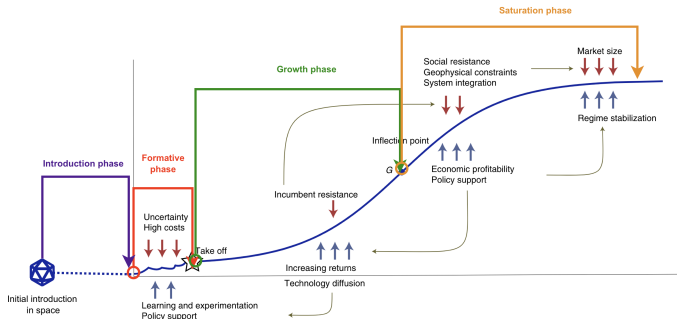 Saturation phase
Growth phase
Social resistance
Geophysical constraints
System integration
Market size
Regime stabilization
Introduction phase
Formative
phase
Inflection point
G
Economic profitability
Policy support
Incumbent resistance
Uncertainty
High costs
Take off
Increasing returns
Technology diffusion
Initial introduction
in space
Learning and experimentation
Policy support